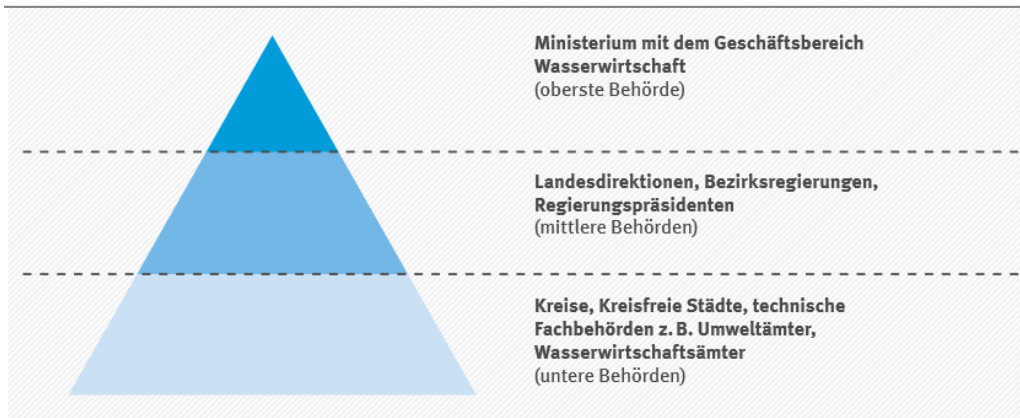 Ministerium mit dem Geschäftsbereich
Wasserwirtschaft
(oberste Behörde)
Landesdirektionen, Bezirksregierungen,
Regierungspräsidenten
(mittlere Behörden)
Kreise, Kreisfreie Städte, technische
Fachbehörden z. B. Umweltämter,
Wasserwirtschaftsämter
(untere Behörden)